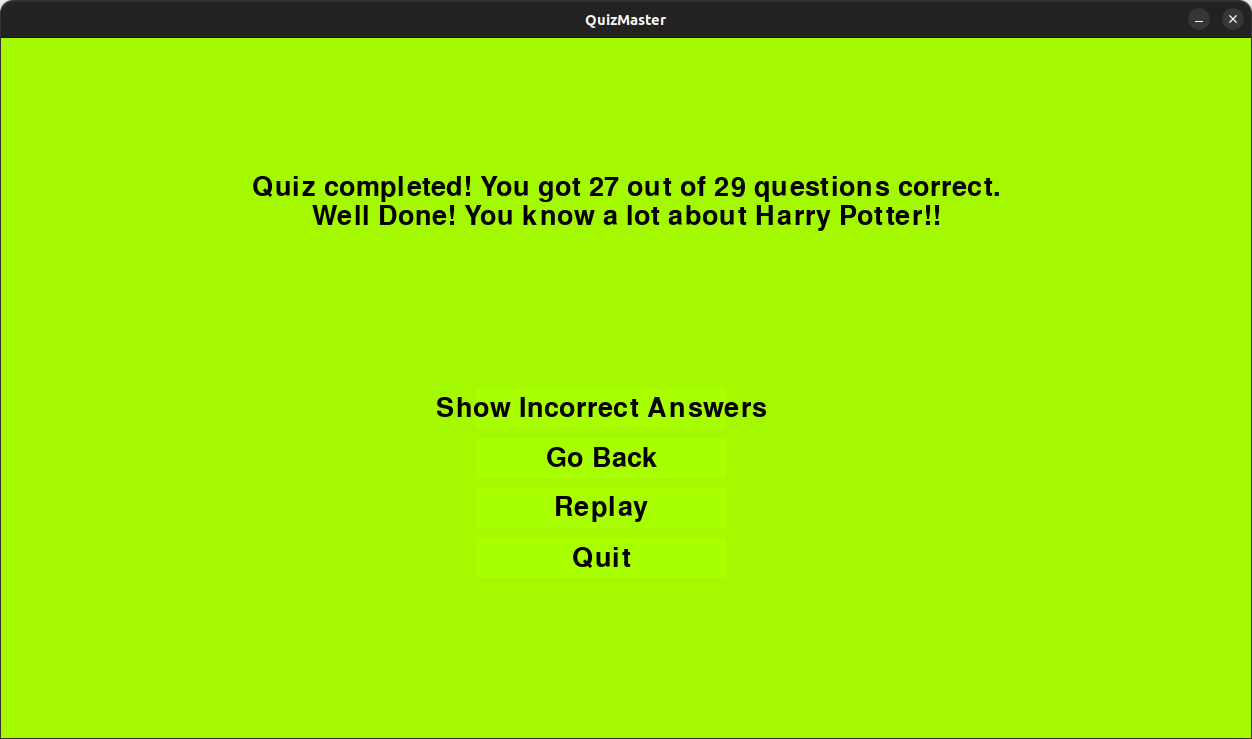 QuizMaster
Quiz completed! You got 27 out of 29 questions correct.
Well Done! You know a lot about Harry Potter!!
Show Incorrect Answers
Go Back
Replay
Quit